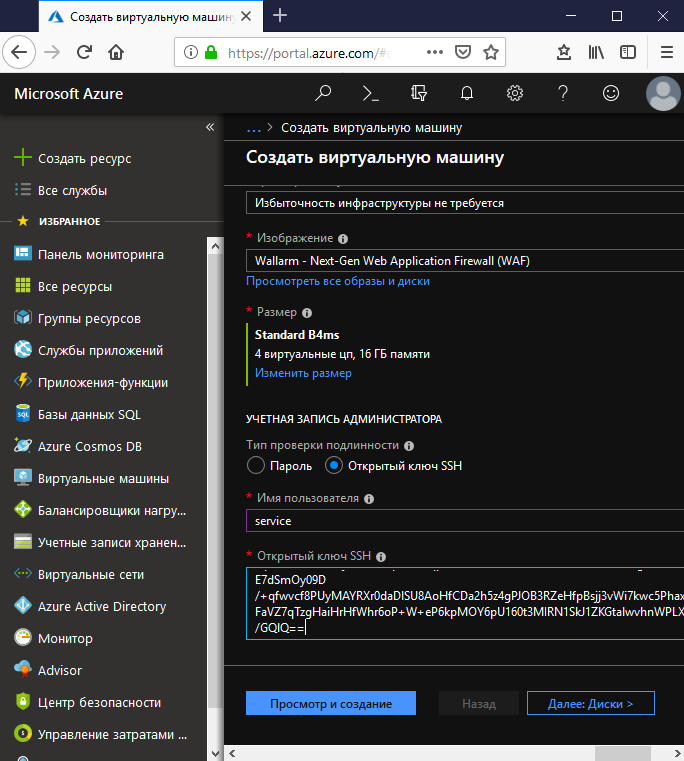 Создать виртуальную машину
https://portal.azure.com/#
Microsoft Azure
... > Создать виртуальную машину
Создать виртуальную машину
Создать ресурс
Все службы
ИЗБРАННОЕ
Панель мониторинга
Все ресурсы
Группы ресурсов
Службы приложений
Приложения-функции
Базы данных SQL
Azure Cosmos DB
Виртуальные машины
Балансировщики нагру...
Учетные записи хранен...
Виртуальные сети
Azure Active Directory
Монитор
Advisor
Центр безопасности
Управление затратами ...
Избыточность инфраструктуры не требуется
* Изображение
Wallarm - Next-Gen Web Application Firewall (WAF)
Просмотреть все образы и диски
* Размер
Standard B4ms
4 виртуальные цп, 16 ГБ памяти
Изменить размер
УЧЕТНАЯ ЗАПИСЬ АДМИНИСТРАТОРА
Тип проверки подлинности
Пароль
Открытый ключ SSH
* Имя пользователя
service
* Открытый ключ SSH
E7dSmOy09D
/GQIQ==
Просмотр и создание
Назад
Далее: Диски >